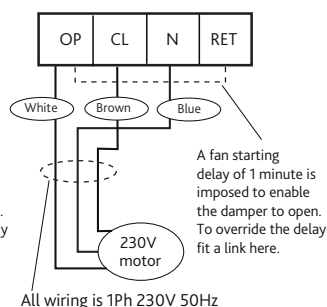 OP CL N RET
White Brown Blue
A fan starting
delay of 1 minute is
imposed to enable
the damper to open.
To override the delay
fit a link here.
.
y
230V
motor
All wiring is 1Ph 230V 50Hz